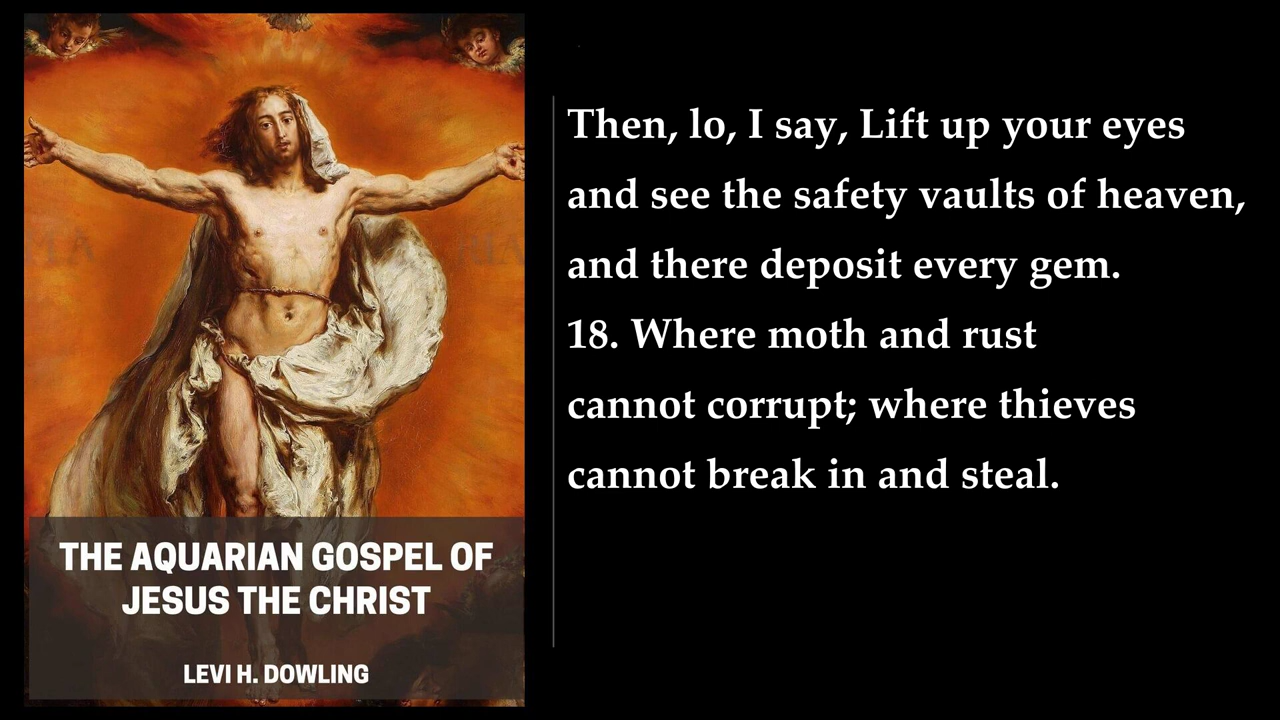 THE AQUARIAN GOSPEL OF
JESUS THE CHRIST
LEVI H. DOWLING
Then, lo, I say, Lift up your eyes
and see the safety vaults of heaven,
and there deposit every gem.
18. Where moth and rust
cannot corrupt; where thieves
cannot break in and steal.